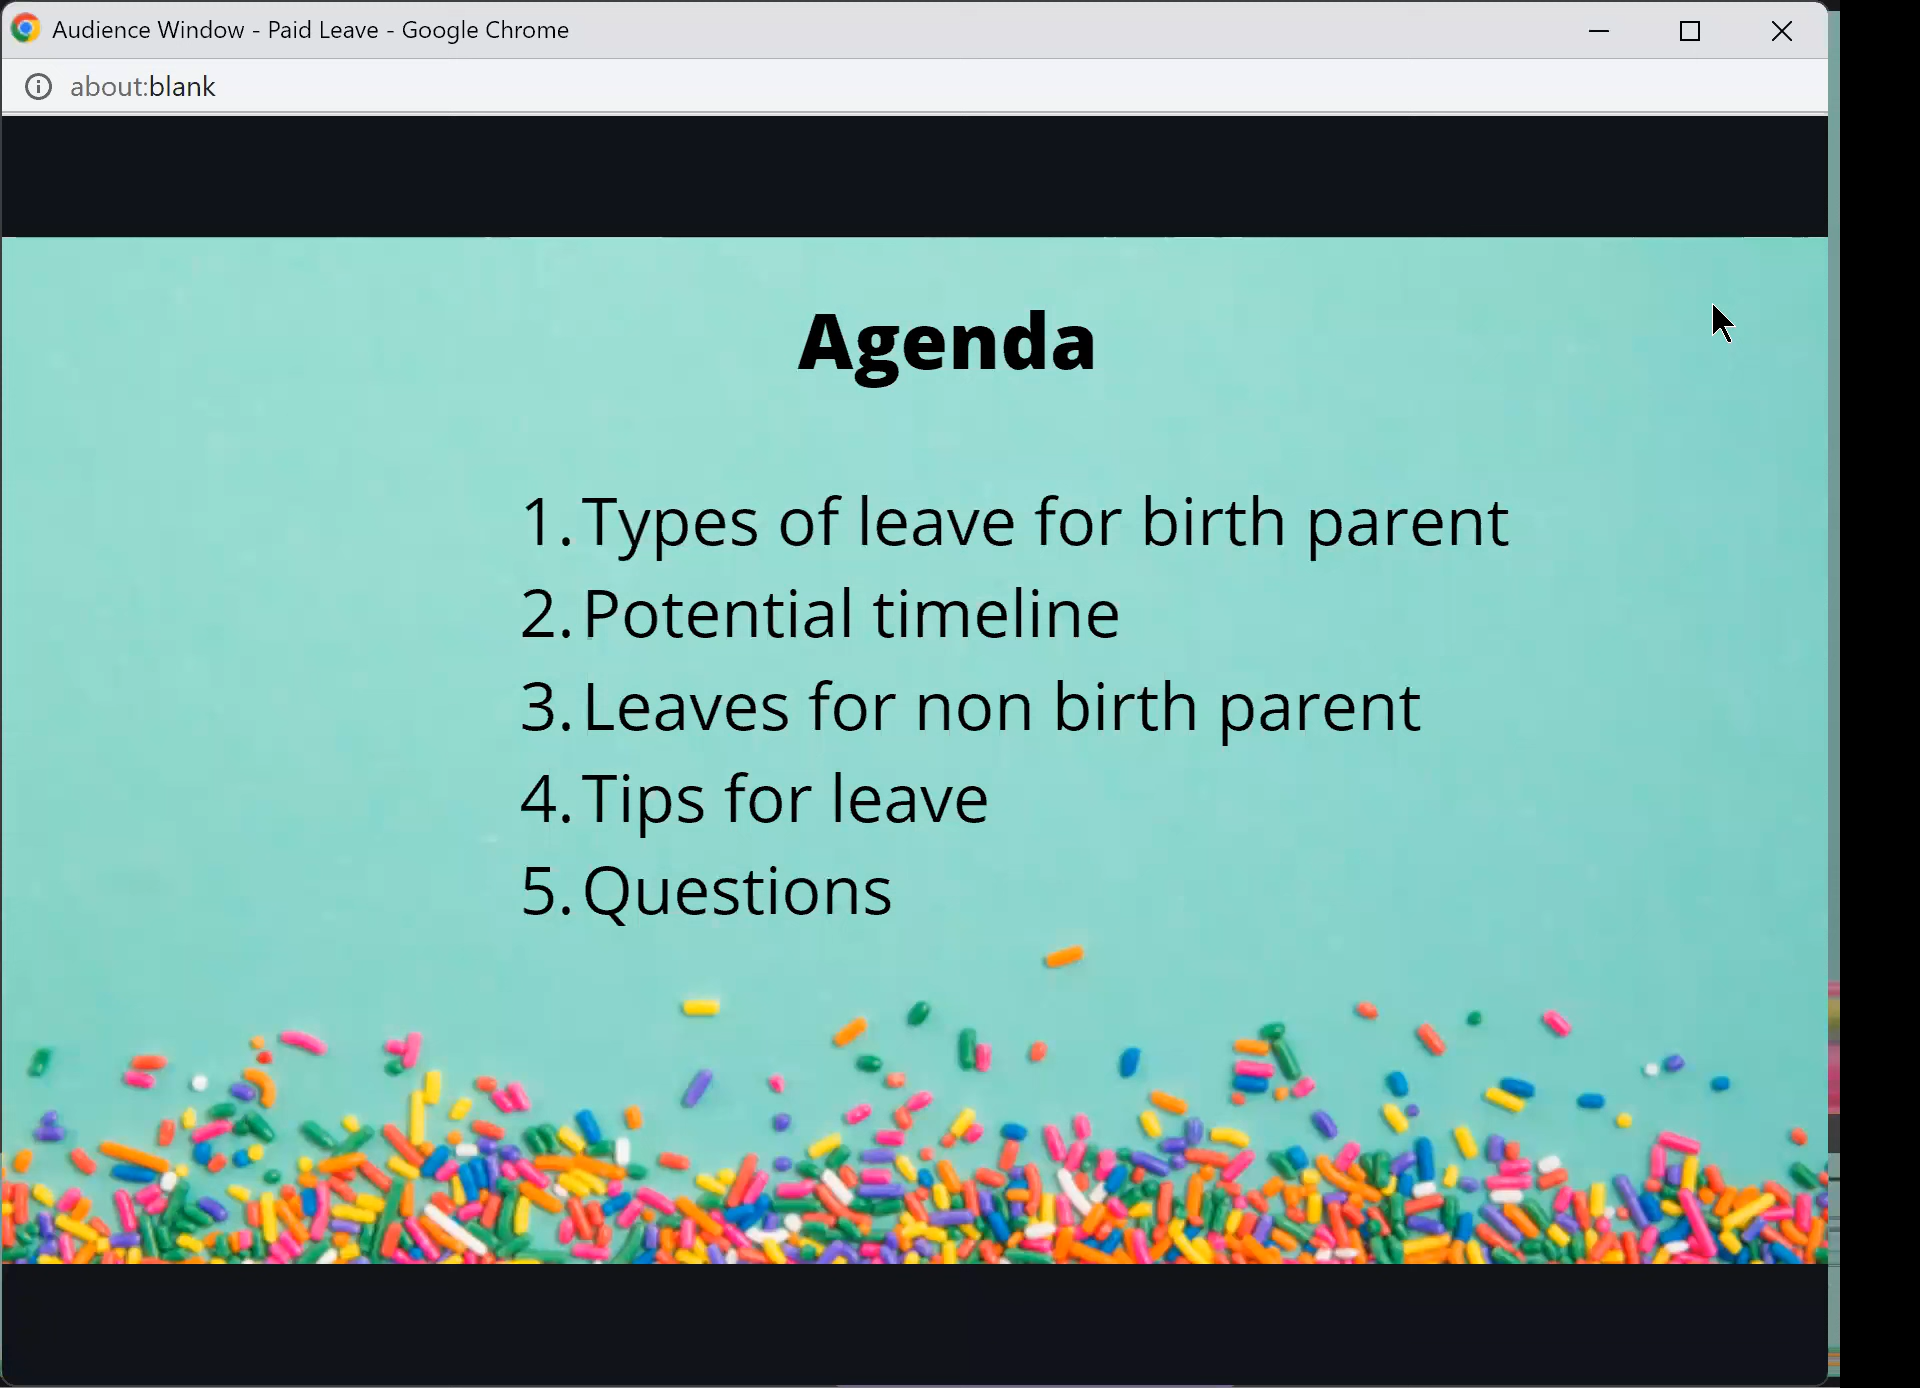 Audience Window - Paid Leave - Google Chrome
about:blank
Agenda
1. Types of leave for birth parent
2. Potential timeline
3. Leaves for non birth parent
4. Tips for leave
5. Questions